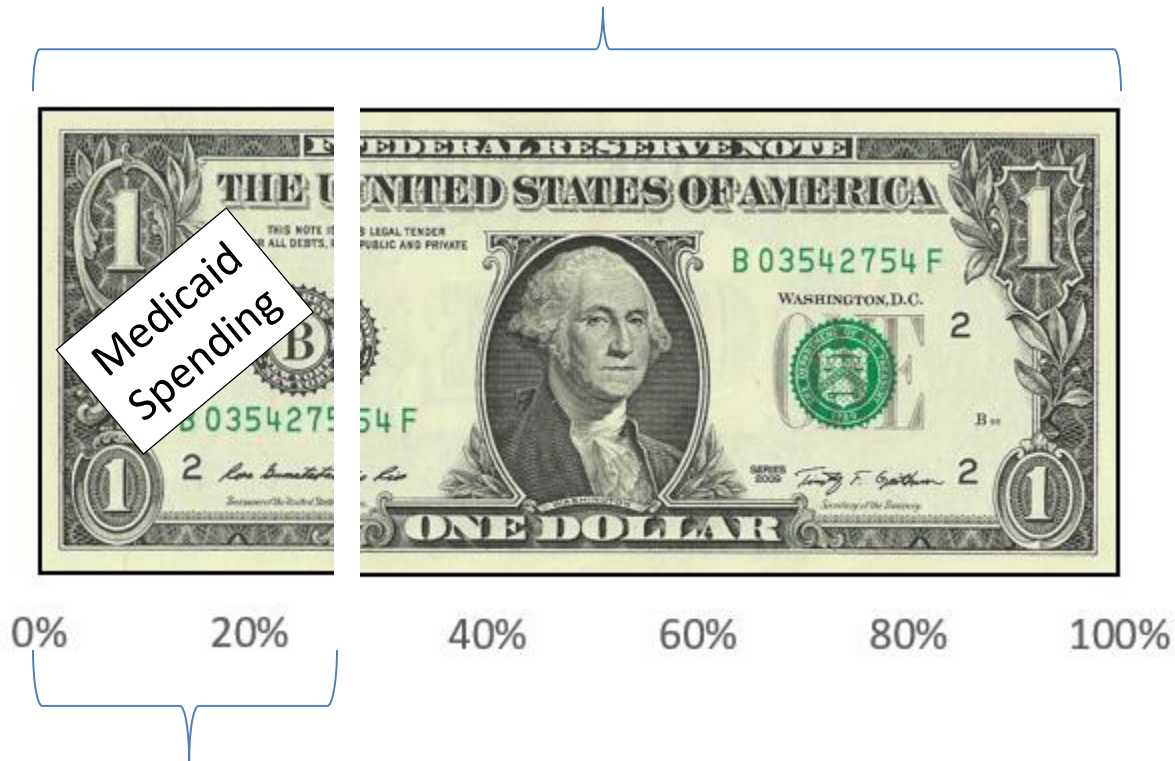 FEDERAL RESERVE NOTE
THE UNITED STATES OF AMERICA
THIS NOTE IS LEGAL TENDER
ALL DEBTS, PUBLIC AND PRIVATE
1
1
B 03542754 F
WASHINGTON, D.C.
2
Medicaid
Spending
B
B
0354275 54 F
2
SERIES
2009
2
1
1
WASHINGTON
ONE DOLLAR
0% 20% 40% 60% 80% 100%